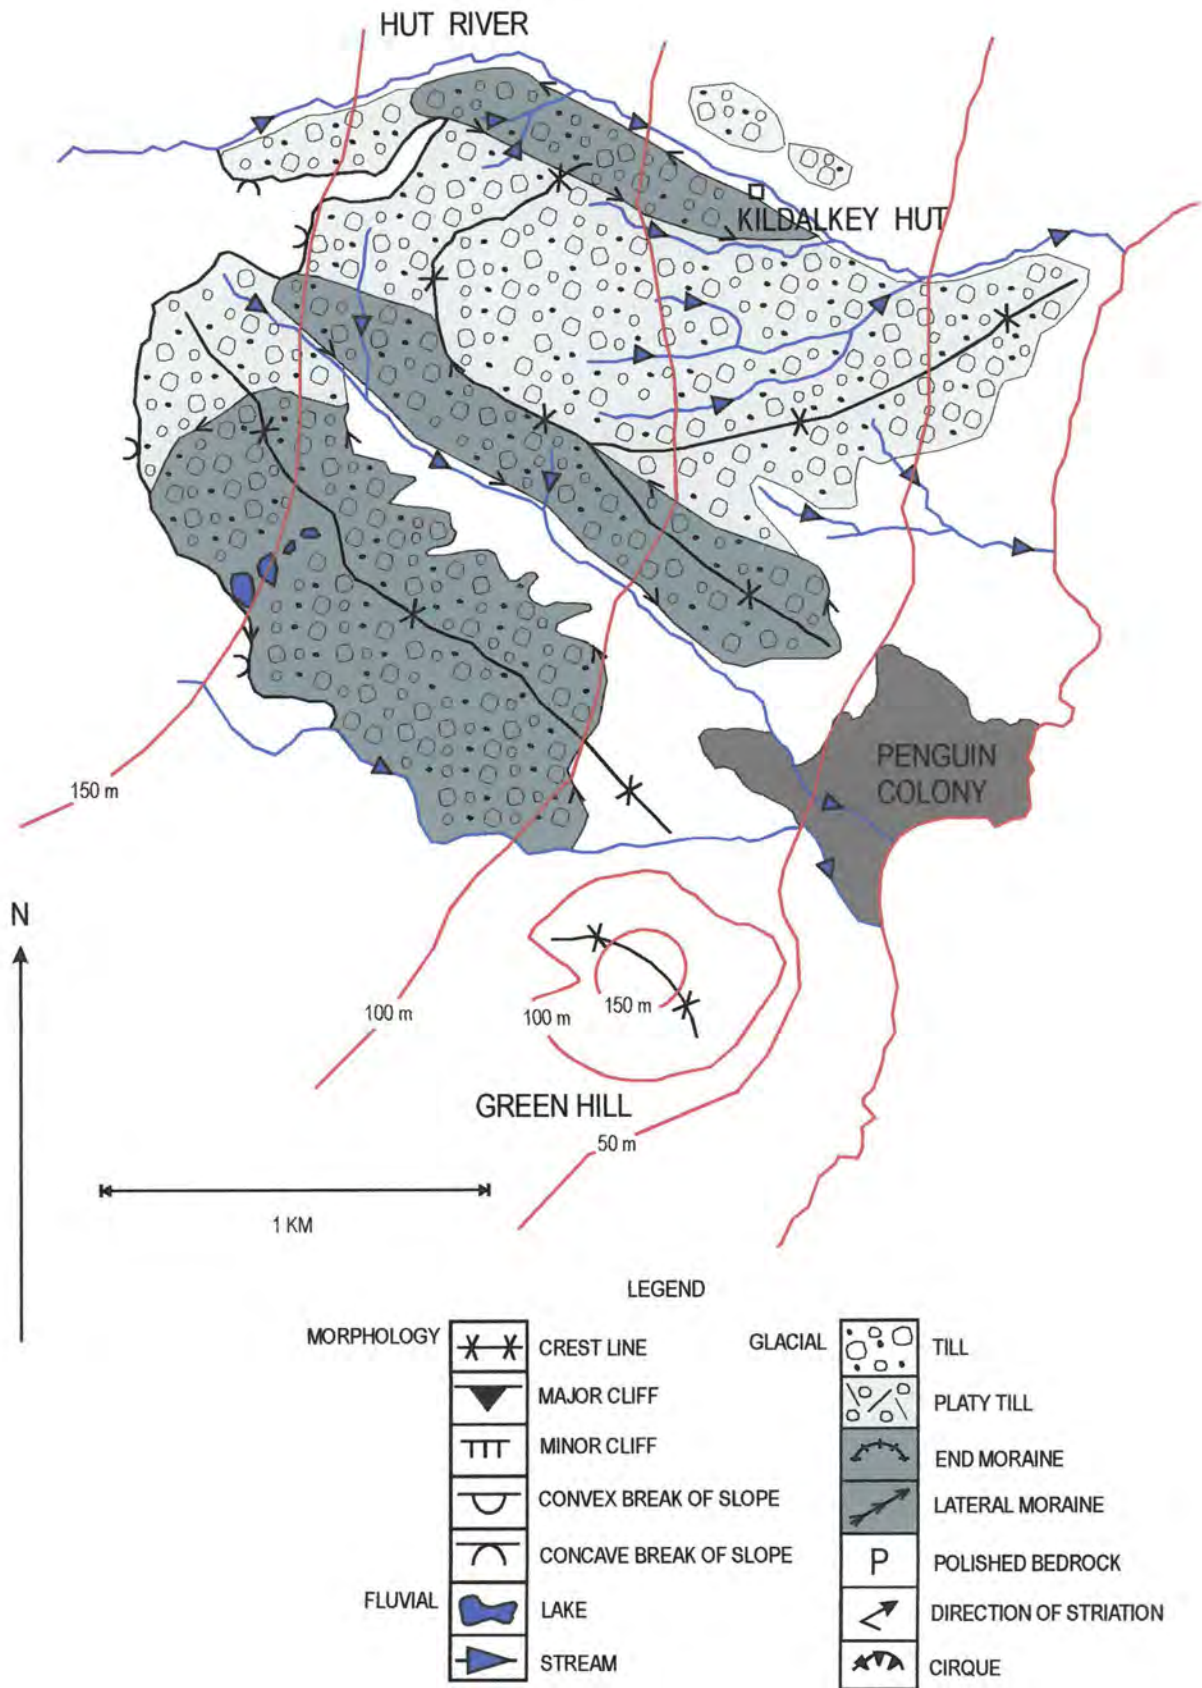 HUT RIVER
KILDALKEY HUT
PENGUIN
COLONY
150 m
N
100 m
100 m
150 m
GREEN HILL
50 m
1 KM
LEGEND
MORPHOLOGY
CREST LINE
MAJOR CLIFF
MINOR CLIFF
CONVEX BREAK OF SLOPE
CONCAVE BREAK OF SLOPE
FLUVIAL
LAKE
STREAM
GLACIAL
TILL
PLATY TILL
END MORAINE
LATERAL MORAINE
P
POLISHED BEDROCK
DIRECTION OF STRIATION
CIRQUE